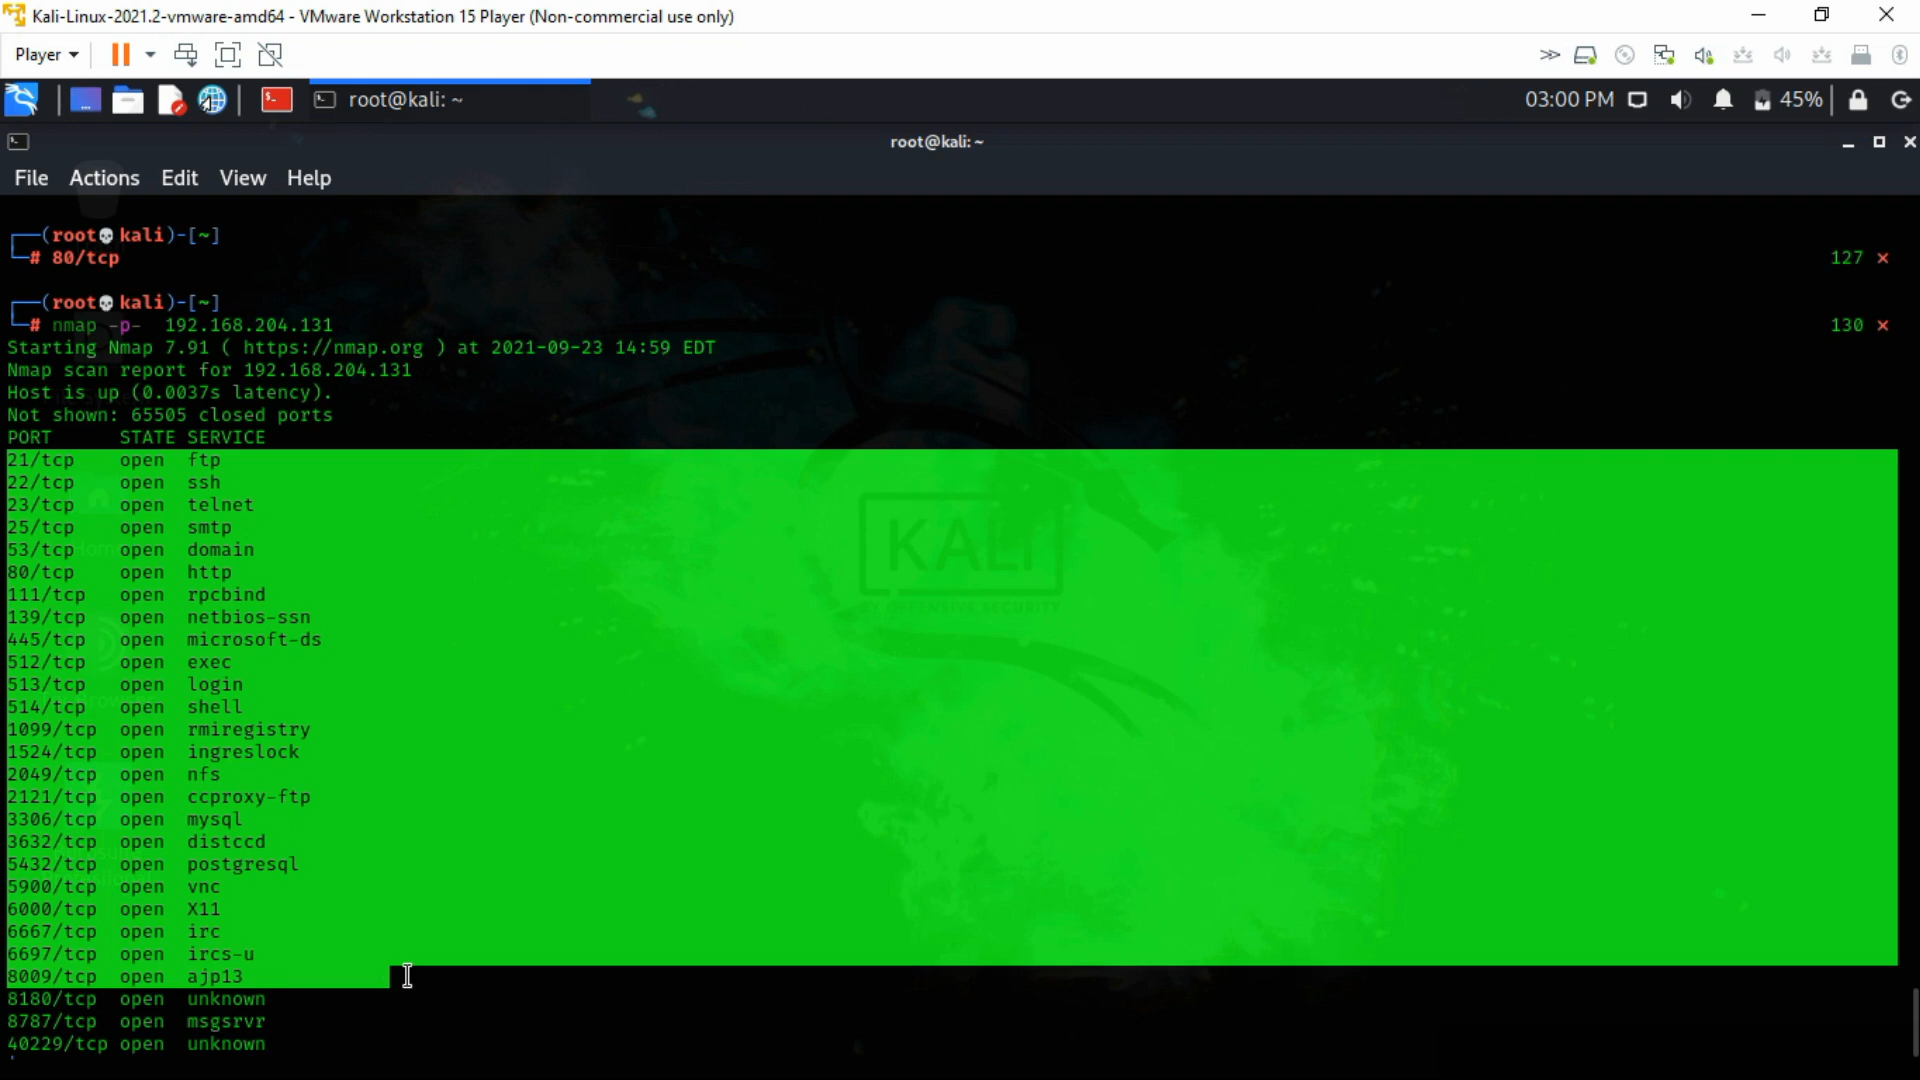 Kali-Linux-2021.2-vmware-amd64 - VMware Workstation 15 Player (Non-commercial use only)
Player
root@kali: ~
03:00 PM
45%
root@kali: ~
File Actions Edit View Help
┌──(root💀kali)-[~]
└─# 80/tcp 127 ⨯
┌──(root💀kali)-[~]
└─# nmap -p-  192.168.204.131 130 ⨯
Starting Nmap 7.91 ( https://nmap.org ) at 2021-09-23 14:59 EDT
Nmap scan report for 192.168.204.131
Host is up (0.0037s latency).
Not shown: 65505 closed ports
PORT      STATE SERVICE
21/tcp    open  ftp
22/tcp    open  ssh
23/tcp    open  telnet
25/tcp    open  smtp
53/tcp    open  domain
80/tcp    open  http
111/tcp   open  rpcbind
139/tcp   open  netbios-ssn
445/tcp   open  microsoft-ds
512/tcp   open  exec
513/tcp   open  login
514/tcp   open  shell
1099/tcp  open  rmiregistry
1524/tcp  open  ingreslock
2049/tcp  open  nfs
2121/tcp  open  ccproxy-ftp
3306/tcp  open  mysql
3632/tcp  open  distccd
5432/tcp  open  postgresql
5900/tcp  open  vnc
6000/tcp  open  X11
6667/tcp  open  irc
6697/tcp  open  ircs-u
8009/tcp  open  ajp13
8180/tcp  open  unknown
8787/tcp  open  msgsrvr
40229/tcp open  unknown
KALI
BY OFFENSIVE SECURITY